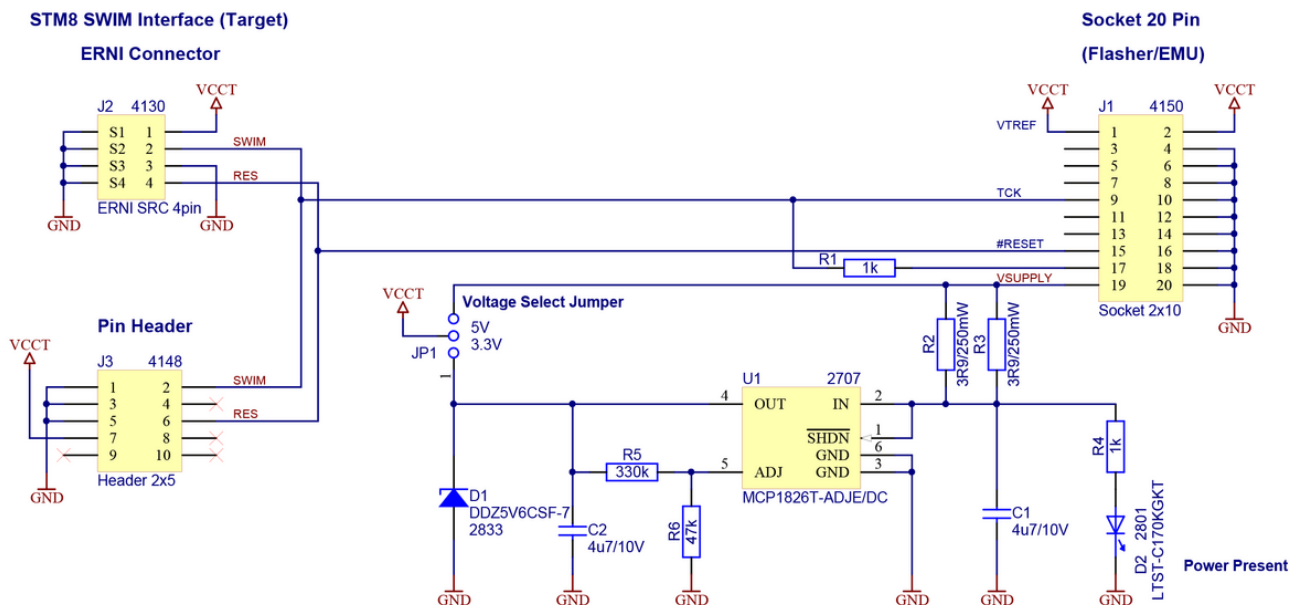 STM8 SWIM Interface (Target)
ERNI Connector
Socket 20 Pin
(Flasher/EMU)
VCCT
J2 4130
S1 1
S2 2
S3 3
S4 4
ERNI SRC 4pin
SWIM
RES
GND
GND
VCCT
VCCT
J1 4150
VTREF
TCK
#RESET
VSUPPLY
1 2
3 4
5 6
7 8
9 10
11 12
13 14
15 16
17 18
19 20
Socket 2x10
GND
R1
1k
Pin Header
VCCT
J3 4148
1 2
3 4
5 6
7 8
9 10
Header 2x5
SWIM
RES
GND
VCCT
Voltage Select Jumper
5V
3.3V
JP1
1
R2
3R9/250mW
R3
3R9/250mW
U1 2707
4 OUT IN 2
SHDN 1
GND 6
5 ADJ GND 3
MCP1826T-ADJE/DC
R5
330k
R6
47k
D1
DDZ5V6CSF-7
2833
C2
4u7/10V
C1
4u7/10V
R4
1k
D2 2801
LTST-C170KGKT
Power Present
GND
GND
GND
GND
GND
GND